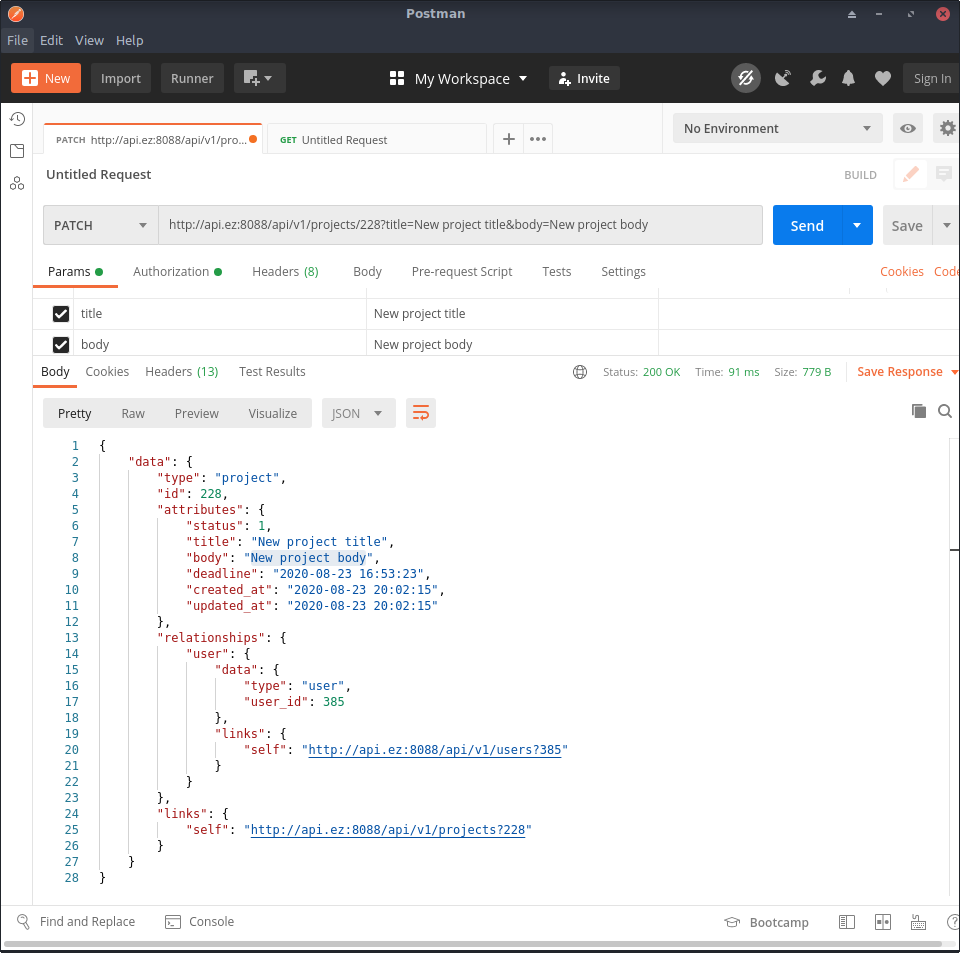 Postman
File Edit View Help
New Import Runner My Workspace Invite Sign In
PATCH http://api.ez:8088/api/v1/pro... GET Untitled Request No Environment
Untitled Request BUILD
PATCH http://api.ez:8088/api/v1/projects/228?title=New project title&body=New project body Send Save
Params Authorization Headers (8) Body Pre-request Script Tests Settings Cookies Code
title New project title
body New project body
Body Cookies Headers (13) Test Results Status: 200 OK Time: 91 ms Size: 779 B Save Response
Pretty Raw Preview Visualize JSON
1 {
2 "data": {
3 "type": "project",
4 "id": 228,
5 "attributes": {
6 "status": 1,
7 "title": "New project title",
8 "body": "New project body",
9 "deadline": "2020-08-23 16:53:23",
10 "created_at": "2020-08-23 20:02:15",
11 "updated_at": "2020-08-23 20:02:15"
12 },
13 "relationships": {
14 "user": {
15 "data": {
16 "type": "user",
17 "user_id": 385
18 },
19 "links": {
20 "self": "http://api.ez:8088/api/v1/users?385"
21 }
22 }
23 },
24 "links": {
25 "self": "http://api.ez:8088/api/v1/projects?228"
26 }
27 }
28 }
Find and Replace Console Bootcamp